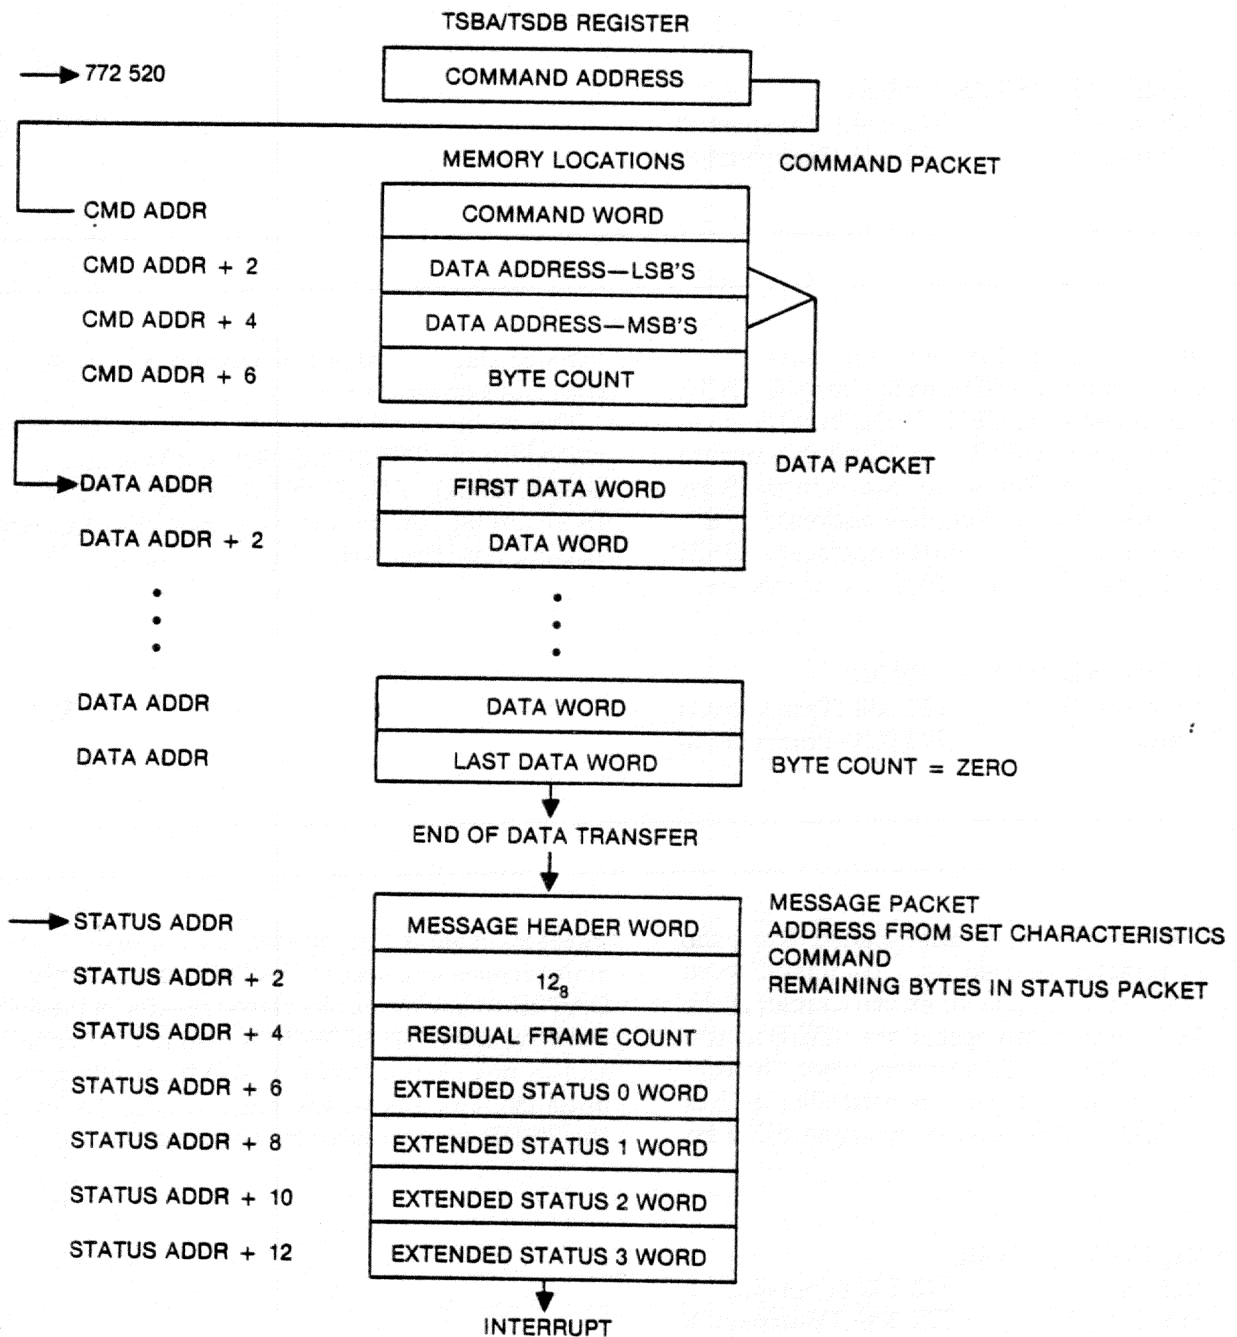 TSBA/TSDB REGISTER
772 520
COMMAND ADDRESS
MEMORY LOCATIONS
COMMAND PACKET
CMD ADDR
COMMAND WORD
CMD ADDR + 2
DATA ADDRESS—LSB'S
CMD ADDR + 4
DATA ADDRESS—MSB'S
CMD ADDR + 6
BYTE COUNT
DATA PACKET
DATA ADDR
FIRST DATA WORD
DATA ADDR + 2
DATA WORD
DATA ADDR
DATA WORD
DATA ADDR
LAST DATA WORD
BYTE COUNT = ZERO
END OF DATA TRANSFER
STATUS ADDR
MESSAGE HEADER WORD
MESSAGE PACKET
ADDRESS FROM SET CHARACTERISTICS
COMMAND
REMAINING BYTES IN STATUS PACKET
STATUS ADDR + 2
12₈
STATUS ADDR + 4
RESIDUAL FRAME COUNT
STATUS ADDR + 6
EXTENDED STATUS 0 WORD
STATUS ADDR + 8
EXTENDED STATUS 1 WORD
STATUS ADDR + 10
EXTENDED STATUS 2 WORD
STATUS ADDR + 12
EXTENDED STATUS 3 WORD
INTERRUPT